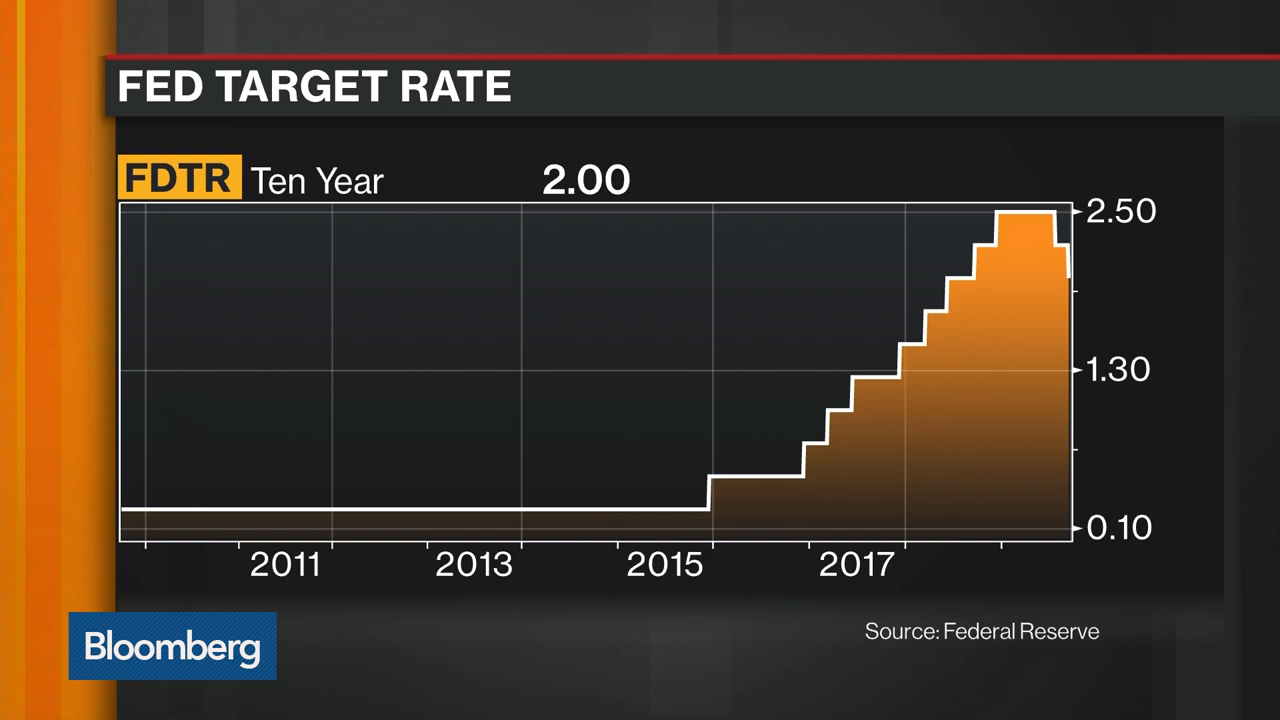 FED TARGET RATE
FDTR Ten Year 2.00
2.50
1.30
0.10
2011 2013 2015 2017
Source: Federal Reserve
Bloomberg